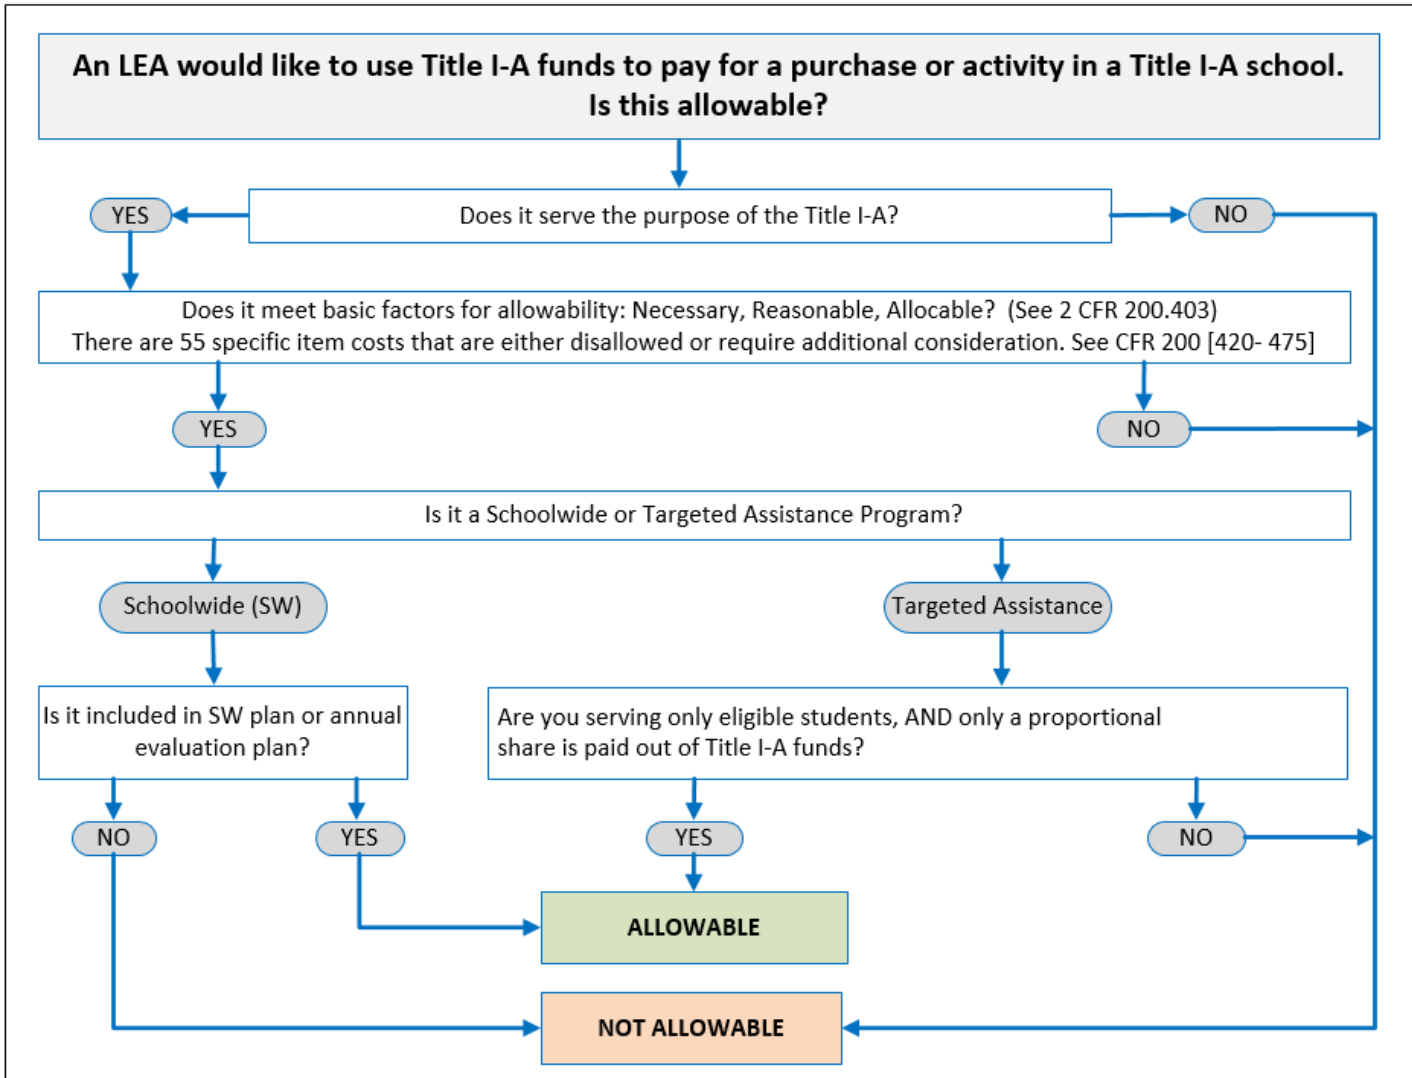 An LEA would like to use Title I-A funds to pay for a purchase or activity in a Title I-A school.
Is this allowable?
Does it serve the purpose of the Title I-A?
YES
NO
Does it meet basic factors for allowability: Necessary, Reasonable, Allocable?  (See 2 CFR 200.403)
There are 55 specific item costs that are either disallowed or require additional consideration. See CFR 200 [420- 475]
YES
NO
Is it a Schoolwide or Targeted Assistance Program?
Schoolwide (SW)
Targeted Assistance
Is it included in SW plan or annual
evaluation plan?
Are you serving only eligible students, AND only a proportional
share is paid out of Title I-A funds?
NO
YES
YES
NO
ALLOWABLE
NOT ALLOWABLE